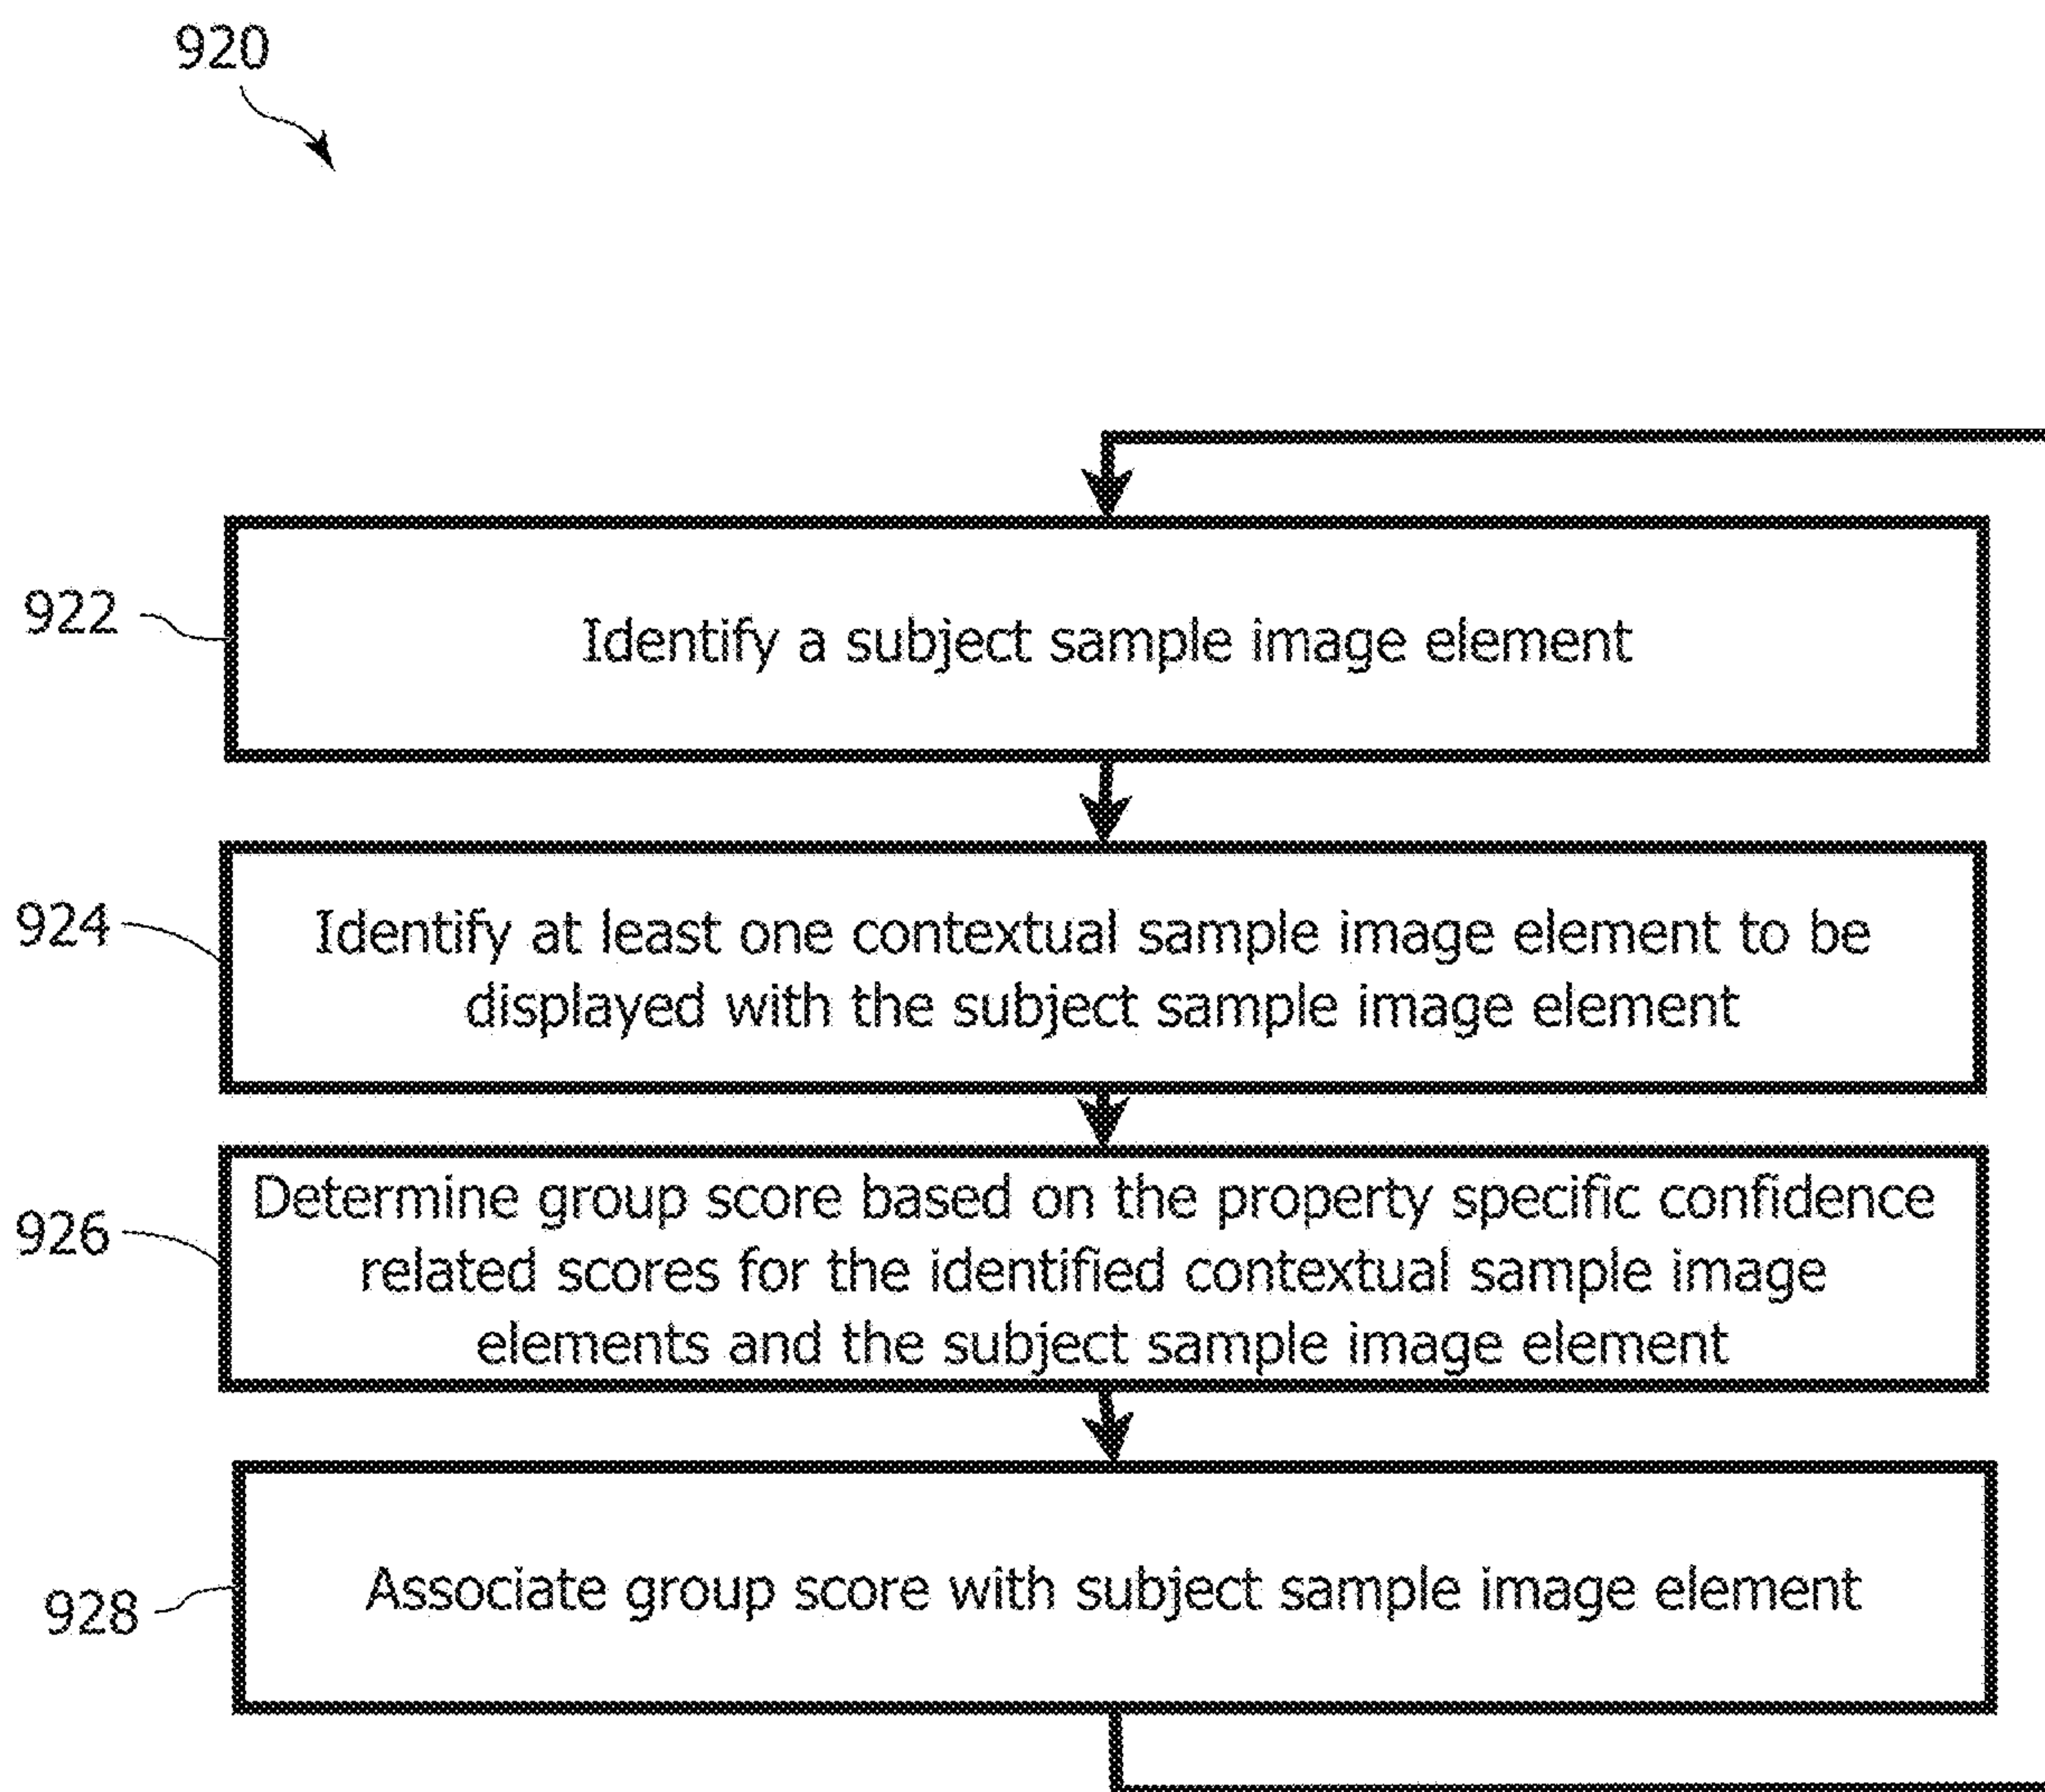 920
922
Identify a subject sample image element
924
Identify at least one contextual sample image element to be
displayed with the subject sample image element
926
Determine group score based on the property specific confidence
related scores for the identified contextual sample image
elements and the subject sample image element
928
Associate group score with subject sample image element